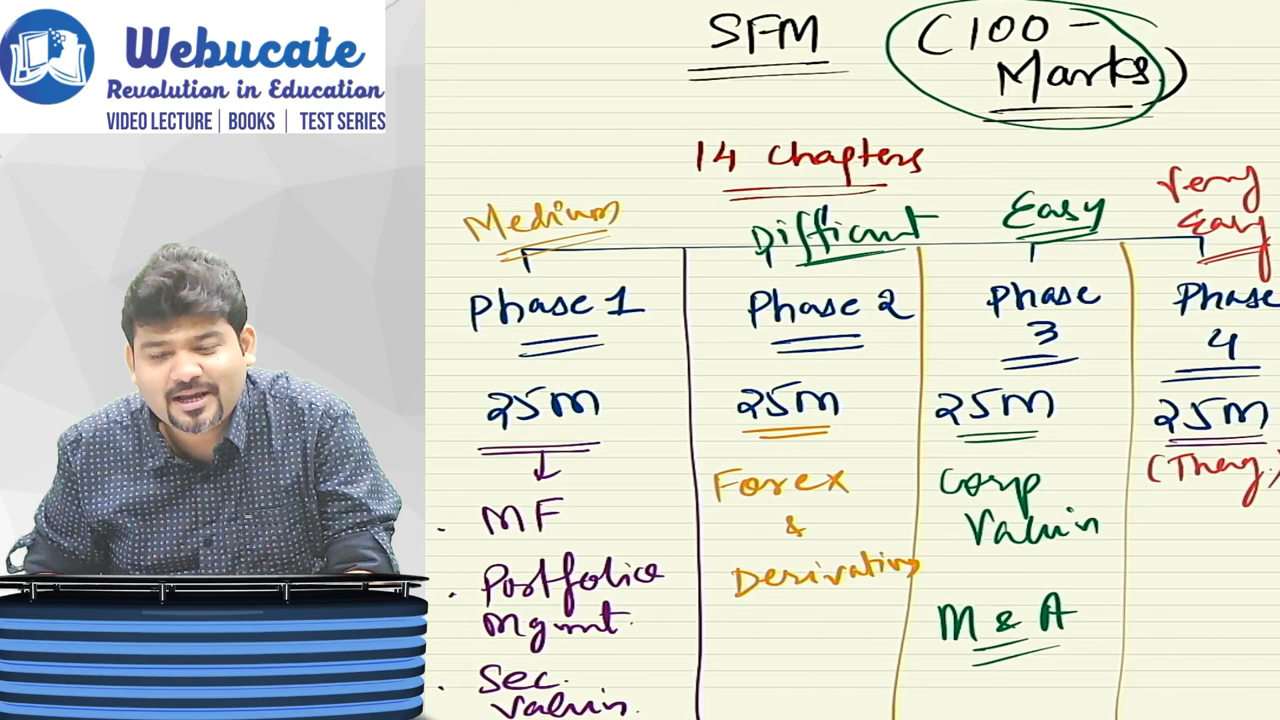 Webucate
Revolution in Education
VIDEO LECTURE | BOOKS | TEST SERIES
SFM (100 - Marks)
14 Chapters
Medium
Phase 1
25M
. MF
. Portfolio
Mgmt.
. Sec.
Difficult
Phase 2
25M
Forex
&
Derivatives
Easy
Phase
3
25M
Corp
M & A
Very
Easy
Phase
4
25M